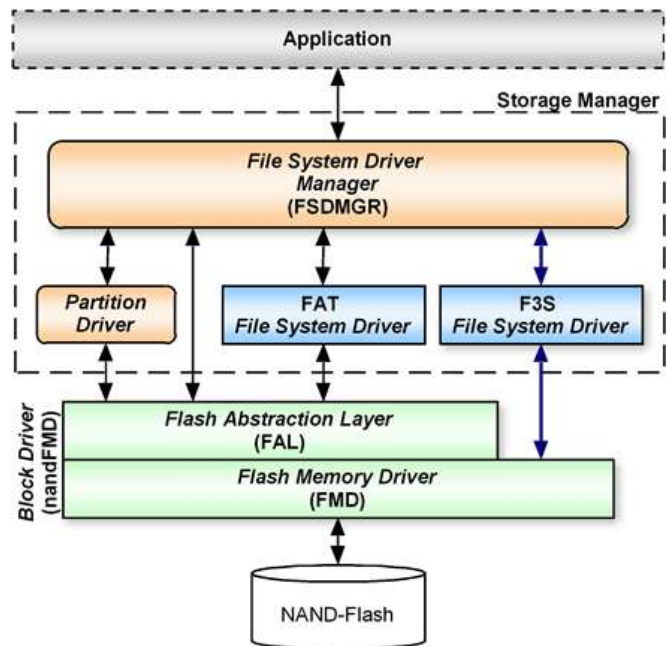 Application
Storage Manager
File System Driver
Manager
(FSDMGR)
Partition
Driver
FAT
File System Driver
F3S
File System Driver
Block Driver
(nandFMD)
Flash Abstraction Layer
(FAL)
Flash Memory Driver
(FMD)
NAND-Flash